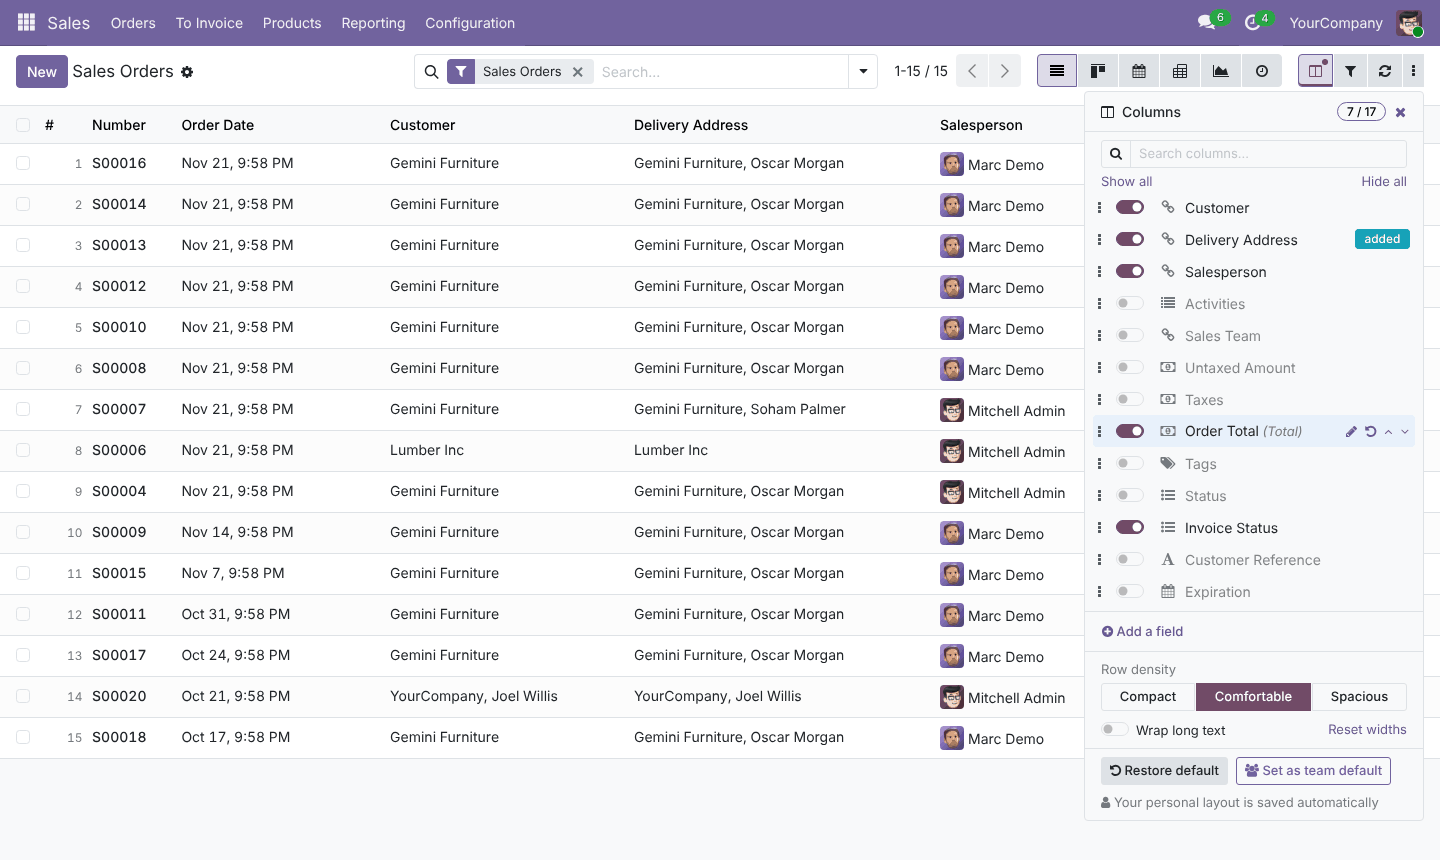 Sales Orders To Invoice Products Reporting Configuration 6 4 YourCompany
New Sales Orders Sales Orders Search... 1-15 / 15
# Number Order Date Customer Delivery Address Salesperson
1 S00016 Nov 21, 9:58 PM Gemini Furniture Gemini Furniture, Oscar Morgan Marc Demo
2 S00014 Nov 21, 9:58 PM Gemini Furniture Gemini Furniture, Oscar Morgan Marc Demo
3 S00013 Nov 21, 9:58 PM Gemini Furniture Gemini Furniture, Oscar Morgan Marc Demo
4 S00012 Nov 21, 9:58 PM Gemini Furniture Gemini Furniture, Oscar Morgan Marc Demo
5 S00010 Nov 21, 9:58 PM Gemini Furniture Gemini Furniture, Oscar Morgan Marc Demo
6 S00008 Nov 21, 9:58 PM Gemini Furniture Gemini Furniture, Oscar Morgan Marc Demo
7 S00007 Nov 21, 9:58 PM Gemini Furniture Gemini Furniture, Soham Palmer Mitchell Admin
8 S00006 Nov 21, 9:58 PM Lumber Inc Lumber Inc Mitchell Admin
9 S00004 Nov 21, 9:58 PM Gemini Furniture Gemini Furniture, Oscar Morgan Mitchell Admin
10 S00009 Nov 14, 9:58 PM Gemini Furniture Gemini Furniture, Oscar Morgan Marc Demo
11 S00015 Nov 7, 9:58 PM Gemini Furniture Gemini Furniture, Oscar Morgan Marc Demo
12 S00011 Oct 31, 9:58 PM Gemini Furniture Gemini Furniture, Oscar Morgan Marc Demo
13 S00017 Oct 24, 9:58 PM Gemini Furniture Gemini Furniture, Oscar Morgan Marc Demo
14 S00020 Oct 21, 9:58 PM YourCompany, Joel Willis YourCompany, Joel Willis Mitchell Admin
15 S00018 Oct 17, 9:58 PM Gemini Furniture Gemini Furniture, Oscar Morgan Marc Demo
Columns 7 / 17
Search columns...
Show all Hide all
Customer
Delivery Address added
Salesperson
Activities
Sales Team
Untaxed Amount
Taxes
Order Total (Total)
Tags
Status
Invoice Status
Customer Reference
Expiration
Add a field
Row density
Compact Comfortable Spacious
Wrap long text Reset widths
Restore default Set as team default
Your personal layout is saved automatically